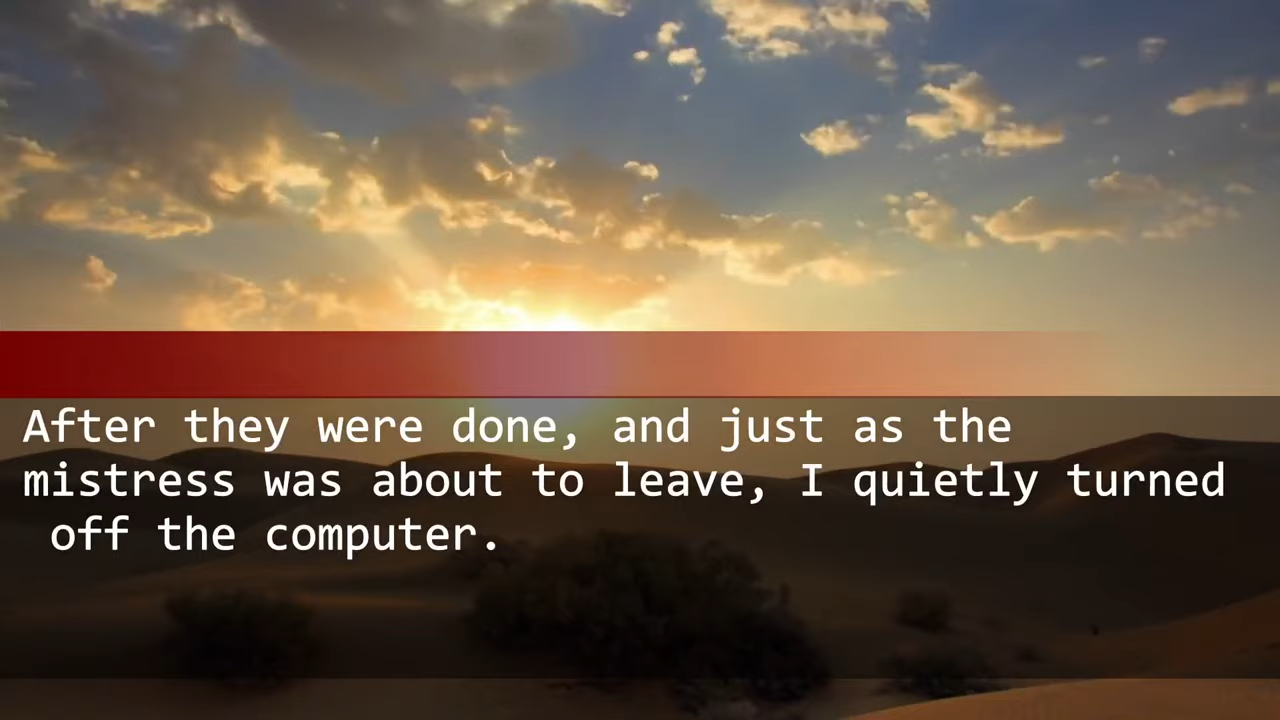 After they were done, and just as the
mistress was about to leave, I quietly turned
off the computer.